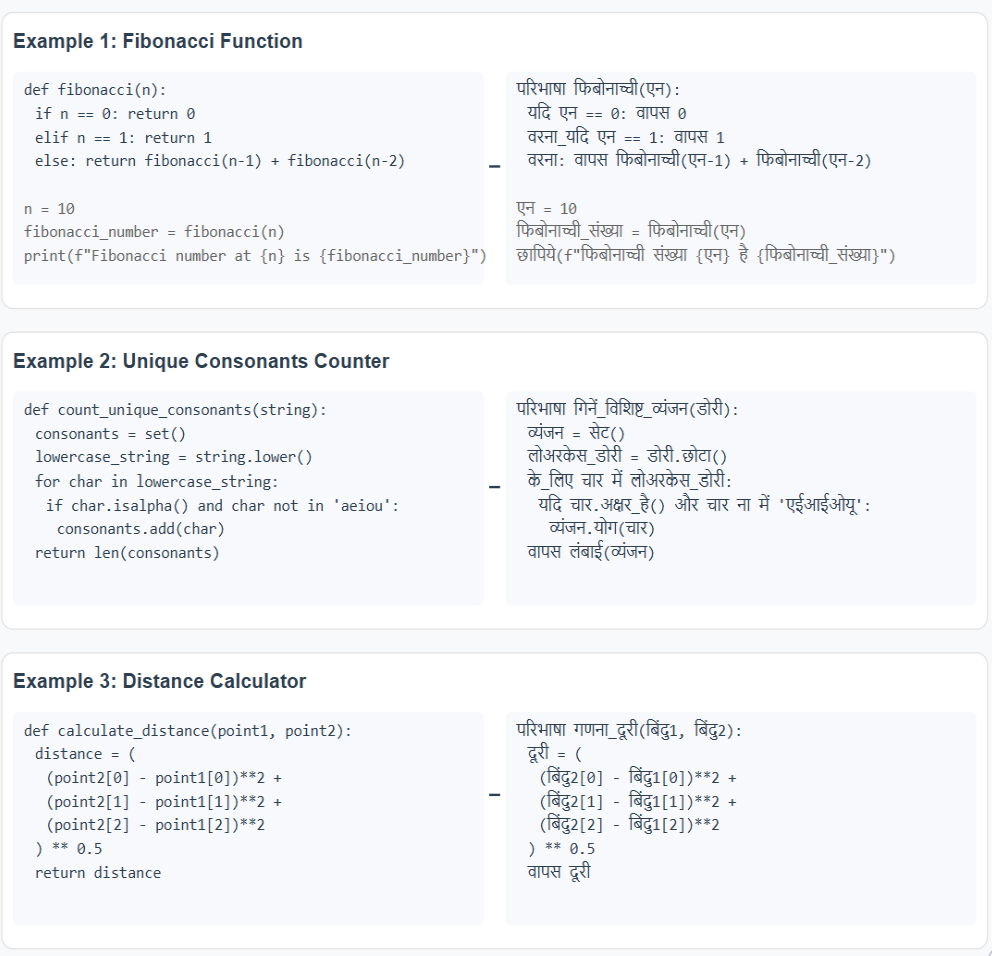 Example 1: Fibonacci Function
def fibonacci(n):
if n == 0: return 0
elif n == 1: return 1
else: return fibonacci(n-1) + fibonacci(n-2)
n = 10
fibonacci_number = fibonacci(n)
print(f"Fibonacci number at {n} is {fibonacci_number}")
–
परिभाषा फिबोनाच्ची(एन):
यदि एन == 0: वापस 0
वरना_यदि एन == 1: वापस 1
वरना: वापस फिबोनाच्ची(एन-1) + फिबोनाच्ची(एन-2)
एन = 10
फिबोनाच्ची_संख्या = फिबोनाच्ची(एन)
छापिये(f"फिबोनाच्ची संख्या {एन} है {फिबोनाच्ची_संख्या}")
Example 2: Unique Consonants Counter
def count_unique_consonants(string):
consonants = set()
lowercase_string = string.lower()
for char in lowercase_string:
if char.isalpha() and char not in 'aeiou':
consonants.add(char)
return len(consonants)
–
परिभाषा गिनें_विशिष्ट_व्यंजन(डोरी):
व्यंजन = सेट()
लोअरकेस_डोरी = डोरी.छोटा()
के_लिए चार में लोअरकेस_डोरी:
यदि चार.अक्षर_है() और चार ना में 'एईआईओयू':
व्यंजन.योग(चार)
वापस लंबाई(व्यंजन)
Example 3: Distance Calculator
def calculate_distance(point1, point2):
distance = (
(point2[0] - point1[0])**2 +
(point2[1] - point1[1])**2 +
(point2[2] - point1[2])**2
) ** 0.5
return distance
–
परिभाषा गणना_दूरी(बिंदु1, बिंदु2):
दूरी = (
(बिंदु2[0] - बिंदु1[0])**2 +
(बिंदु2[1] - बिंदु1[1])**2 +
(बिंदु2[2] - बिंदु1[2])**2
) ** 0.5
वापस दूरी